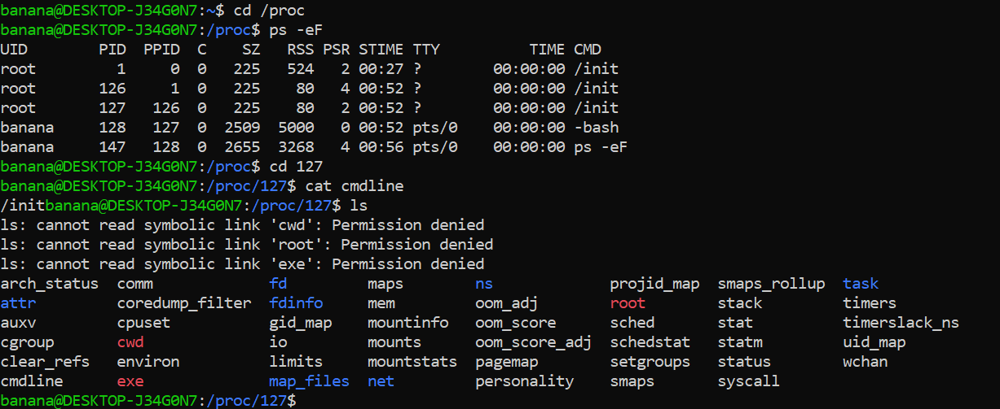 banana@DESKTOP-J34G0N7:~$ cd /proc
banana@DESKTOP-J34G0N7:/proc$ ps -eF
UID        PID  PPID  C    SZ   RSS PSR STIME TTY          TIME CMD
root         1     0  0   225   524   2 00:27 ?        00:00:00 /init
root       126     1  0   225    80   4 00:52 ?        00:00:00 /init
root       127   126  0   225    80   2 00:52 ?        00:00:00 /init
banana     128   127  0  2509  5000   0 00:52 pts/0    00:00:00 -bash
banana     147   128  0  2655  3268   4 00:56 pts/0    00:00:00 ps -eF
banana@DESKTOP-J34G0N7:/proc$ cd 127
banana@DESKTOP-J34G0N7:/proc/127$ cat cmdline
/initbanana@DESKTOP-J34G0N7:/proc/127$ ls
ls: cannot read symbolic link 'cwd': Permission denied
ls: cannot read symbolic link 'root': Permission denied
ls: cannot read symbolic link 'exe': Permission denied
arch_status  comm             fd         maps        ns             projid_map  smaps_rollup  task
attr         coredump_filter  fdinfo     mem         oom_adj        root        stack         timers
auxv         cpuset           gid_map    mountinfo   oom_score      sched       stat          timerslack_ns
cgroup       cwd              io         mounts      oom_score_adj  schedstat   statm         uid_map
clear_refs   environ          limits     mountstats  pagemap        setgroups   status        wchan
cmdline      exe              map_files  net         personality    smaps       syscall
banana@DESKTOP-J34G0N7:/proc/127$